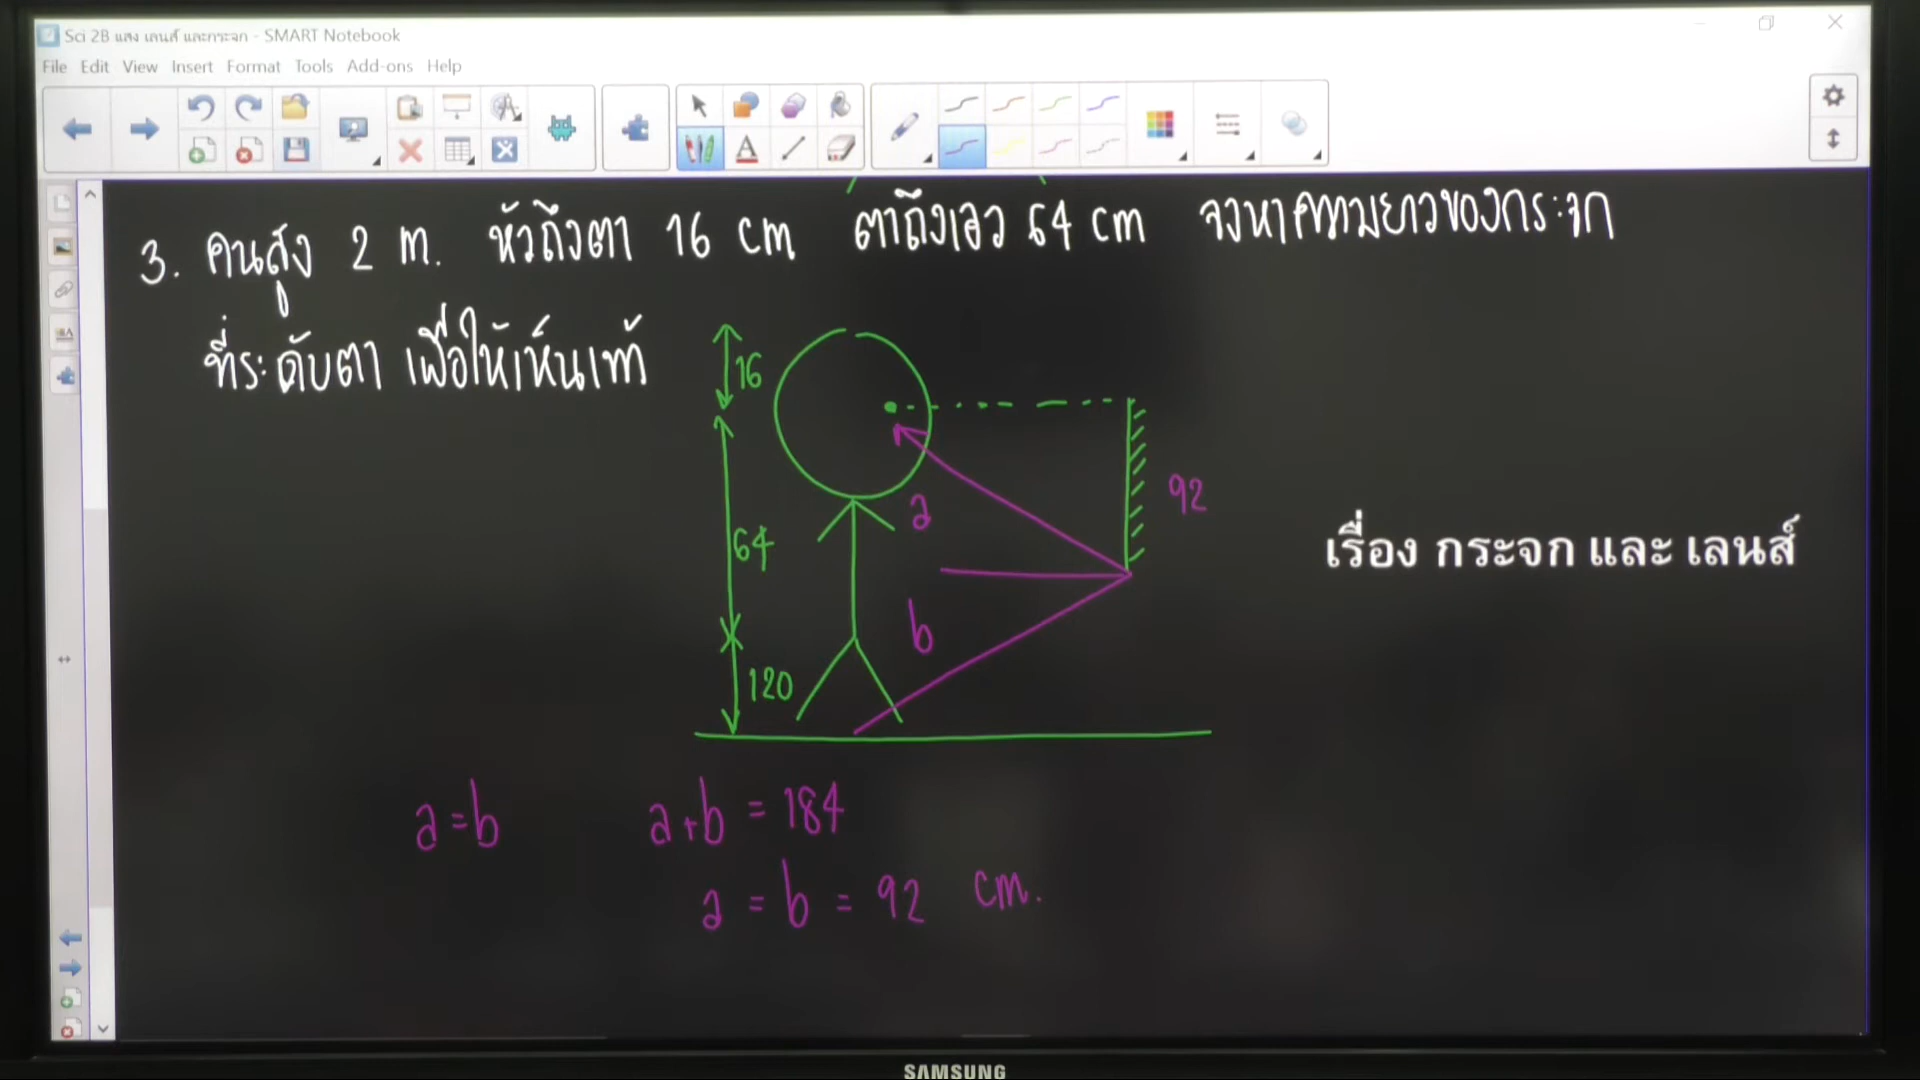 Sci 2B แสง เลนส์ และกระจก - SMART Notebook
File Edit View Insert Format Tools Add-ons Help
3. คนสูง 2 m. หัวถึงตา 16 cm ตาถึงเอว 64 cm จงหาความยาวของกระจก
ที่ระดับตา เพื่อให้เห็นเท้า
16
92
a
64
เรื่อง กระจก และ เลนส์
b
120
a=b a+b = 184
a = b = 92 cm.
SAMSUNG